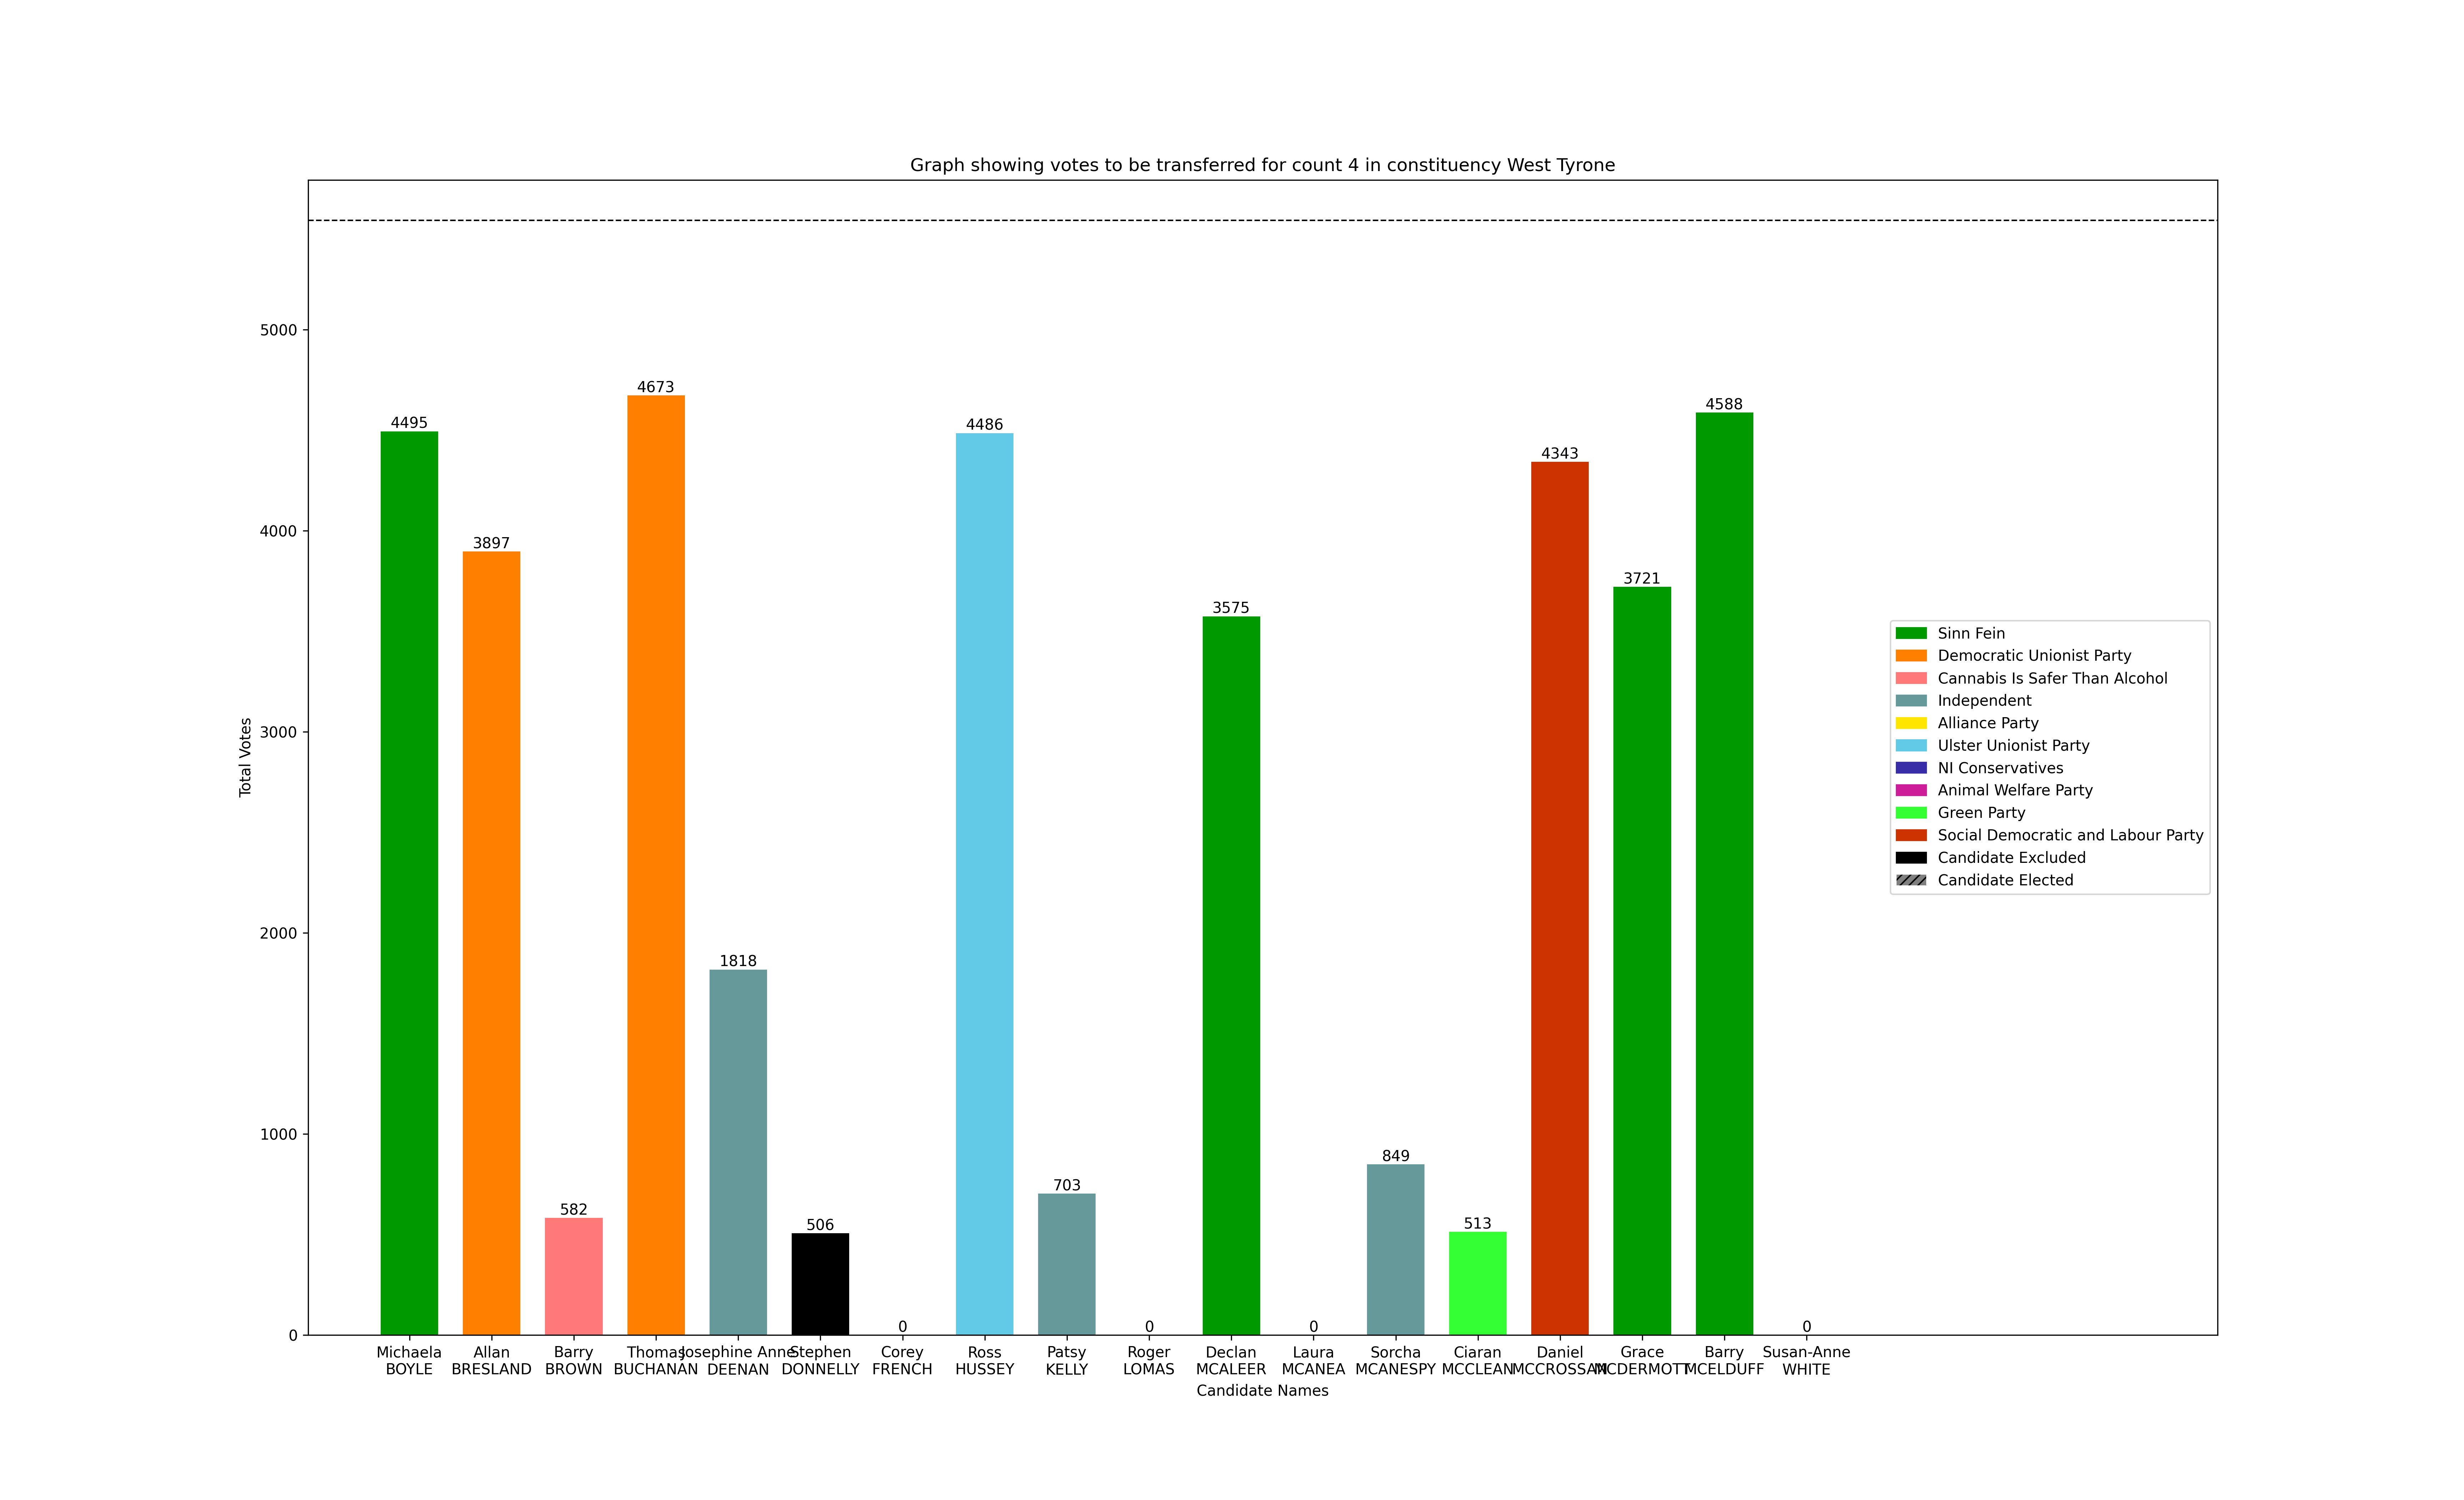 Graph showing votes to be transferred for count 4 in constituency West Tyrone
Total Votes
5000
4000
3000
2000
1000
0
4495
3897
582
4673
1818
506
0
4486
703
0
3575
0
849
513
4343
3721
4588
0
Michaela
BOYLE
Allan
BRESLAND
Barry
BROWN
Thomas
BUCHANAN
Josephine Anne
DEENAN
Stephen
DONNELLY
Corey
FRENCH
Ross
HUSSEY
Patsy
KELLY
Roger
LOMAS
Declan
MCALEER
Laura
MCANEA
Sorcha
MCANESPY
Ciaran
MCCLEAN
Daniel
MCCROSSAN
Grace
MCDERMOTT
Barry
MCELDUFF
Susan-Anne
WHITE
Candidate Names
Sinn Fein
Democratic Unionist Party
Cannabis Is Safer Than Alcohol
Independent
Alliance Party
Ulster Unionist Party
NI Conservatives
Animal Welfare Party
Green Party
Social Democratic and Labour Party
Candidate Excluded
Candidate Elected